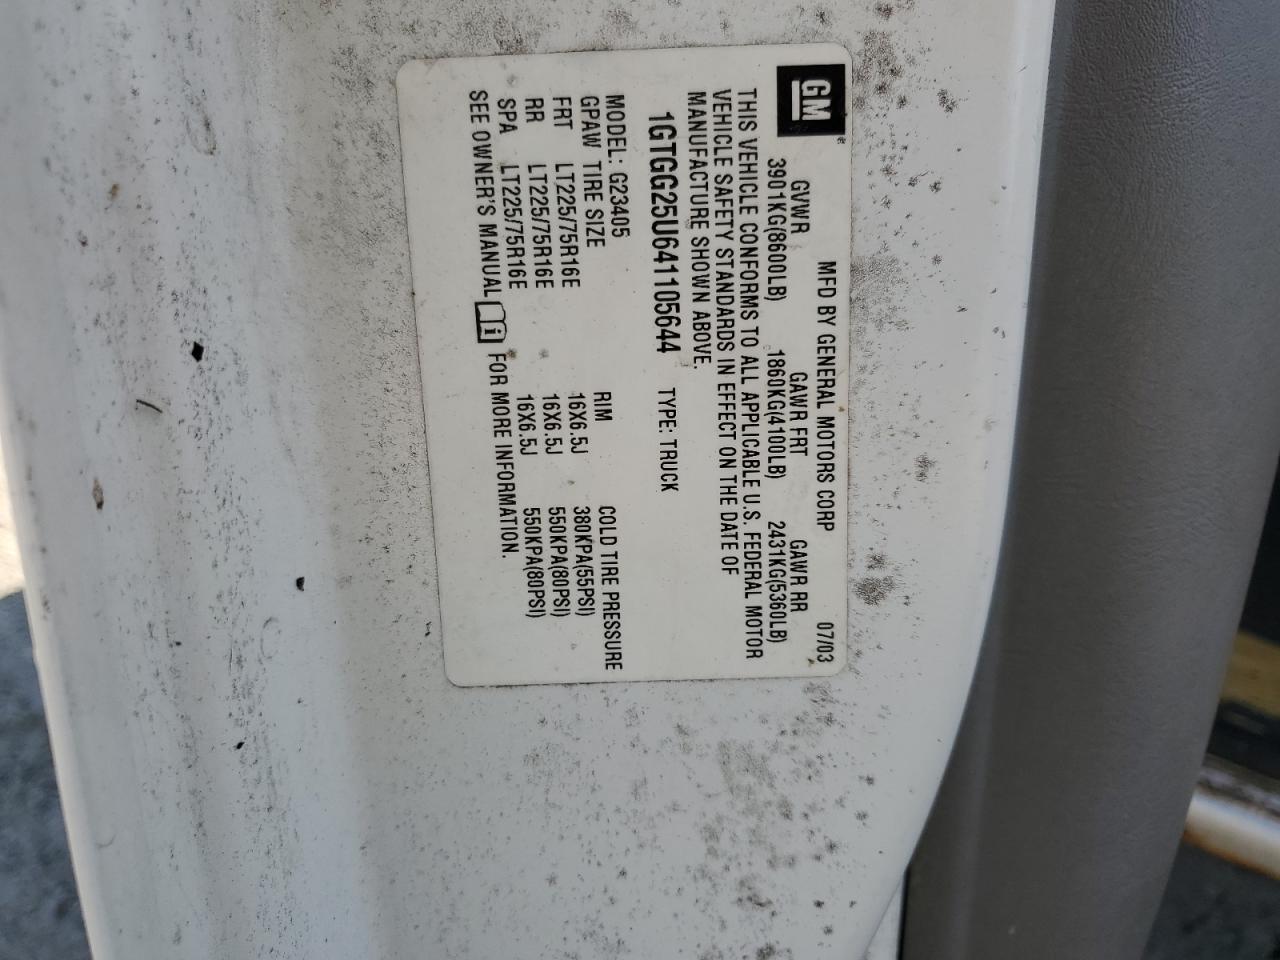 GM
MFD BY GENERAL MOTORS CORP 07/03
GVWR GAWR FRT GAWR RR
3901KG(8600LB) 1860KG(4100LB) 2431KG(5360LB)
THIS VEHICLE CONFORMS TO ALL APPLICABLE U.S. FEDERAL MOTOR
VEHICLE SAFETY STANDARDS IN EFFECT ON THE DATE OF
MANUFACTURE SHOWN ABOVE.
1GTGG25U641105644 TYPE: TRUCK
MODEL: G23405
GPAW TIRE SIZE RIM COLD TIRE PRESSURE
FRT LT225/75R16E 16X6.5J 380KPA(55PSI)
RR LT225/75R16E 16X6.5J 550KPA(80PSI)
SPA LT225/75R16E 16X6.5J 550KPA(80PSI)
SEE OWNER'S MANUAL i FOR MORE INFORMATION.